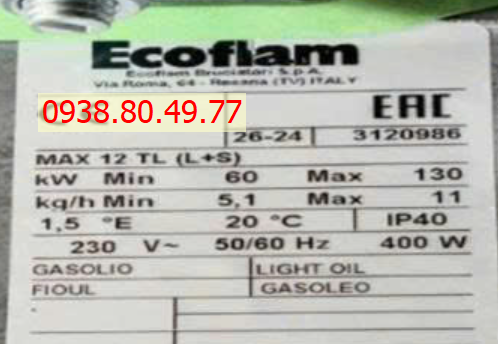 Ecoflam
Ecoflam Bruciatori S.p.A.
Via Roma, 64 - Resana (TV) ITALY
0938.80.49.77
EAC
26-24 3120986
MAX 12 TL (L+S)
kW Min 60 Max 130
kg/h Min 5,1 Max 11
1,5 °E 20 °C IP40
230 V~ 50/60 Hz 400 W
GASOLIO LIGHT OIL
FIOUL GASOLEO